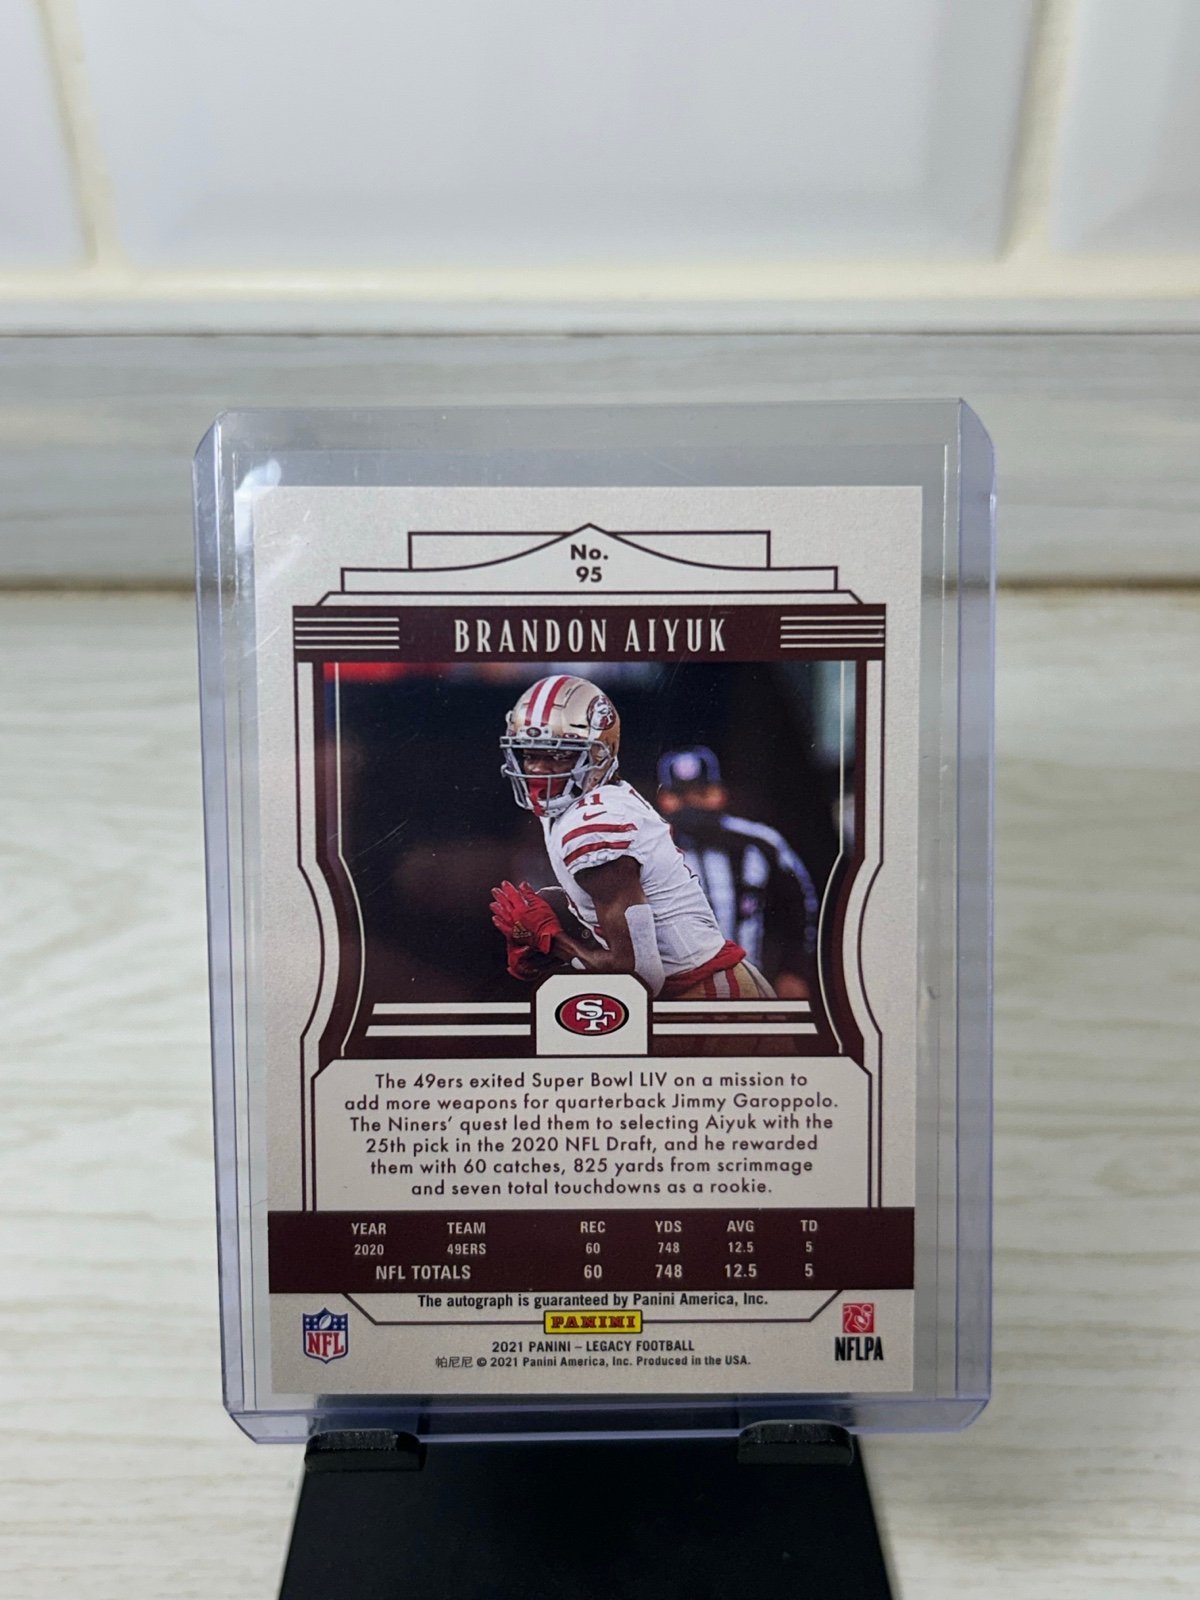 No.
95
BRANDON AIYUK
11
SF
The 49ers exited Super Bowl LIV on a mission to
add more weapons for quarterback Jimmy Garoppolo.
The Niners' quest led them to selecting Aiyuk with the
25th pick in the 2020 NFL Draft, and he rewarded
them with 60 catches, 825 yards from scrimmage
and seven total touchdowns as a rookie.
YEAR TEAM REC YDS AVG TD
2020 49ERS 60 748 12.5 5
NFL TOTALS 60 748 12.5 5
The autograph is guaranteed by Panini America, Inc.
PANINI
NFL
2021 PANINI – LEGACY FOOTBALL
帕尼尼 © 2021 Panini America, Inc. Produced in the USA.
NFLPA